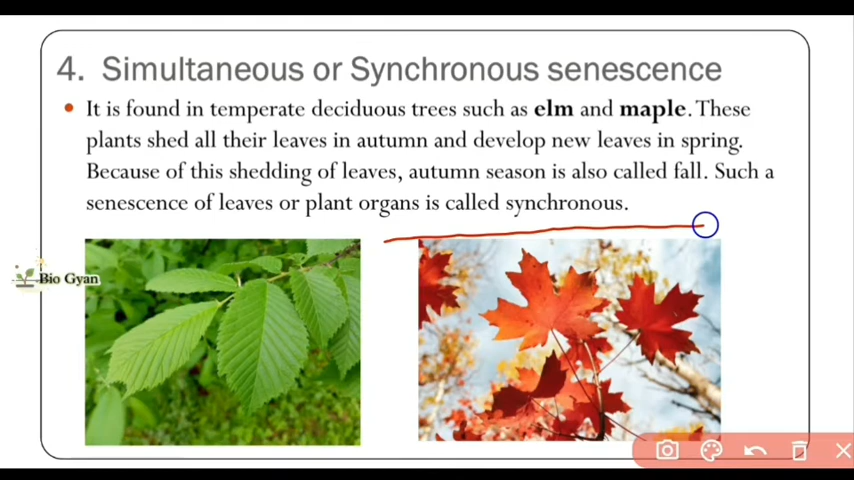 4. Simultaneous or Synchronous senescence
It is found in temperate deciduous trees such as elm and maple. These
plants shed all their leaves in autumn and develop new leaves in spring.
Because of this shedding of leaves, autumn season is also called fall. Such a
senescence of leaves or plant organs is called synchronous.
Bio Gyan